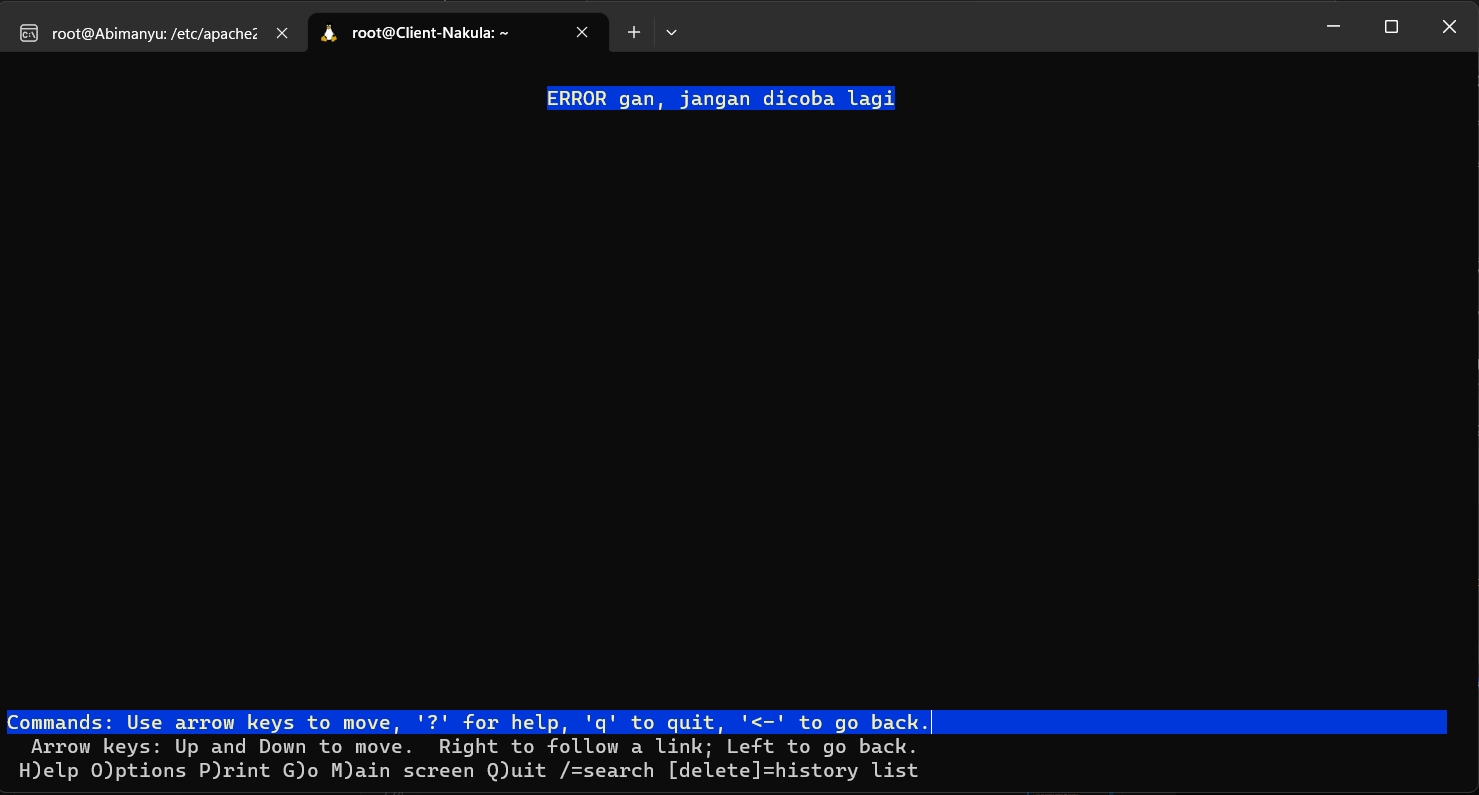 root@Abimanyu: /etc/apache2
root@Client-Nakula: ~
ERROR gan, jangan dicoba lagi
Commands: Use arrow keys to move, '?' for help, 'q' to quit, '<-' to go back.
Arrow keys: Up and Down to move. Right to follow a link; Left to go back.
H)elp O)ptions P)rint G)o M)ain screen Q)uit /=search [delete]=history list